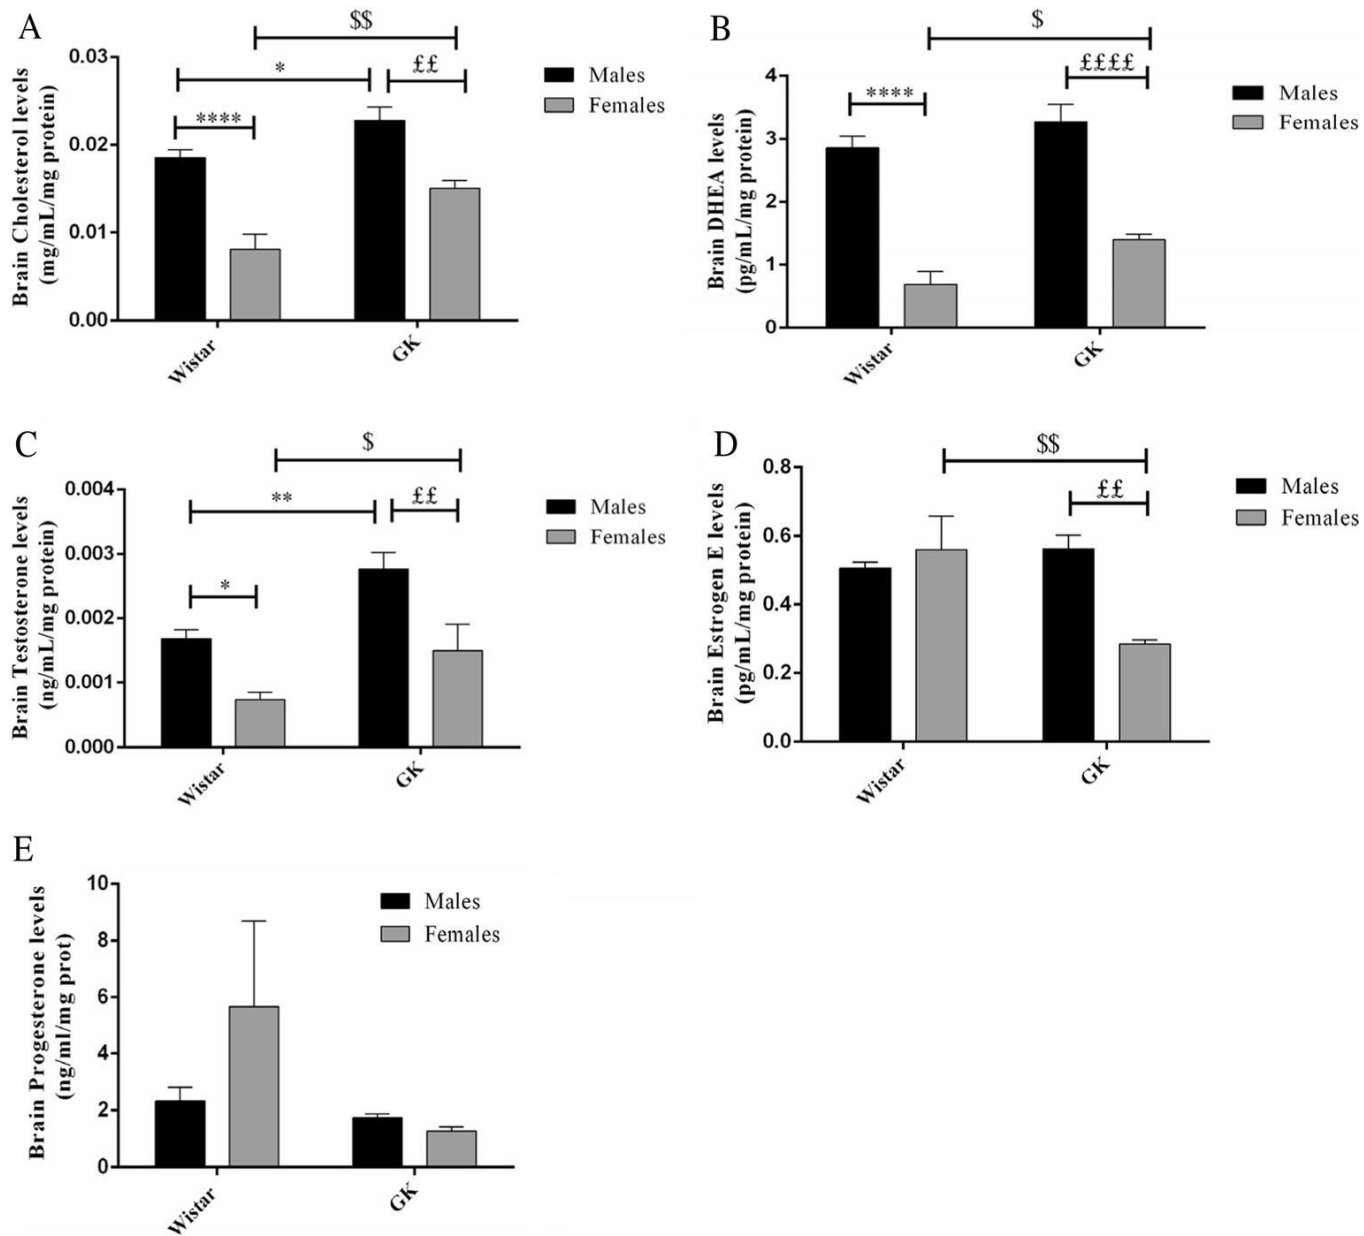 A
Brain Cholesterol levels
(mg/mL/mg protein)
0.03
0.02
0.01
0.00
$$
*
££
****
Males
Females
Wistar
GK
B
Brain DHEA levels
(pg/mL/mg protein)
4
3
2
1
0
$
££££
****
Males
Females
Wistar
GK
C
Brain Testosterone levels
(ng/mL/mg protein)
0.004
0.003
0.002
0.001
0.000
$
**
££
*
Males
Females
Wistar
GK
D
Brain Estrogen E levels
(pg/mL/mg protein)
0.8
0.6
0.4
0.2
0.0
$$
££
Males
Females
Wistar
GK
E
Brain Progesterone levels
(ng/ml/mg prot)
10
8
6
4
2
0
Males
Females
Wistar
GK